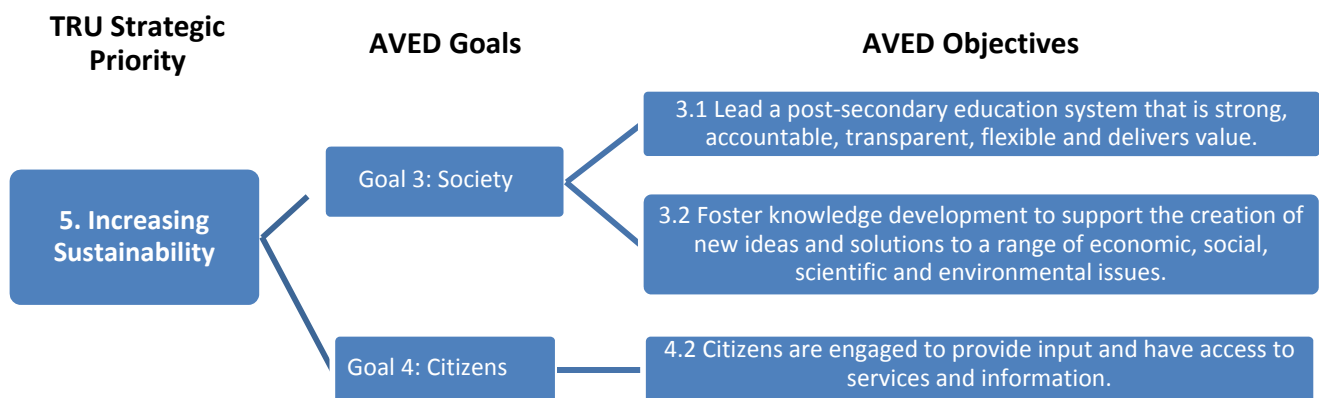 TRU Strategic
Priority
AVED Goals
AVED Objectives
5. Increasing
Sustainability
Goal 3: Society
3.1 Lead a post-secondary education system that is strong,
accountable, transparent, flexible and delivers value.
3.2 Foster knowledge development to support the creation of
new ideas and solutions to a range of economic, social,
scientific and environmental issues.
Goal 4: Citizens
4.2 Citizens are engaged to provide input and have access to
services and information.